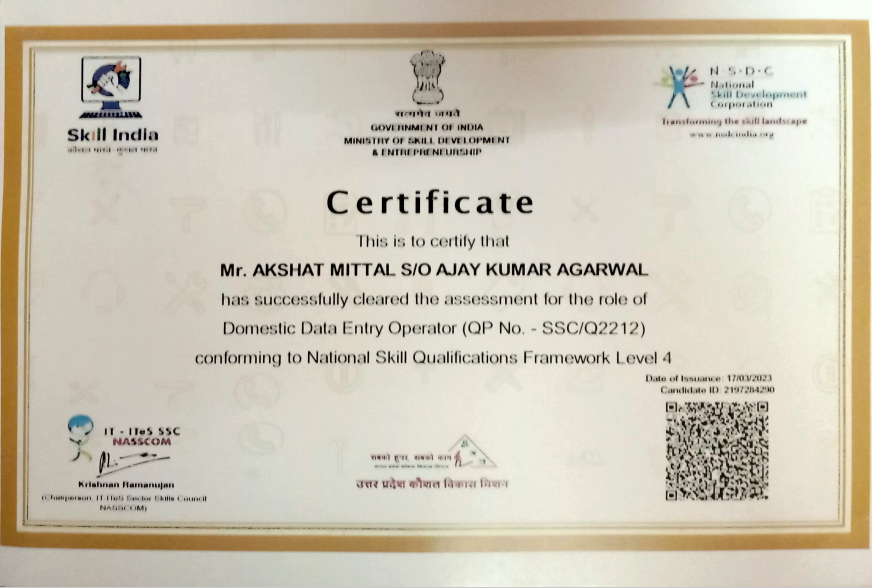 Skill India
कौशल भारत - कुशल भारत
सत्यमेव जयते
GOVERNMENT OF INDIA
MINISTRY OF SKILL DEVELOPMENT
& ENTREPRENEURSHIP
N·S·D·C
National
Skill Development
Corporation
Transforming the skill landscape
www.nsdcindia.org
Certificate
This is to certify that
Mr. AKSHAT MITTAL S/O AJAY KUMAR AGARWAL
has successfully cleared the assessment for the role of
Domestic Data Entry Operator (QP No. - SSC/Q2212)
conforming to National Skill Qualifications Framework Level 4
Date of Issuance: 17/03/2023
Candidate ID: 2197284290
IT - ITeS SSC
NASSCOM
Krishnan Ramanujan
(Chairperson, IT-ITeS Sector Skills Council
NASSCOM)
सबको हुनर, सबको काम
उत्तर प्रदेश कौशल विकास मिशन